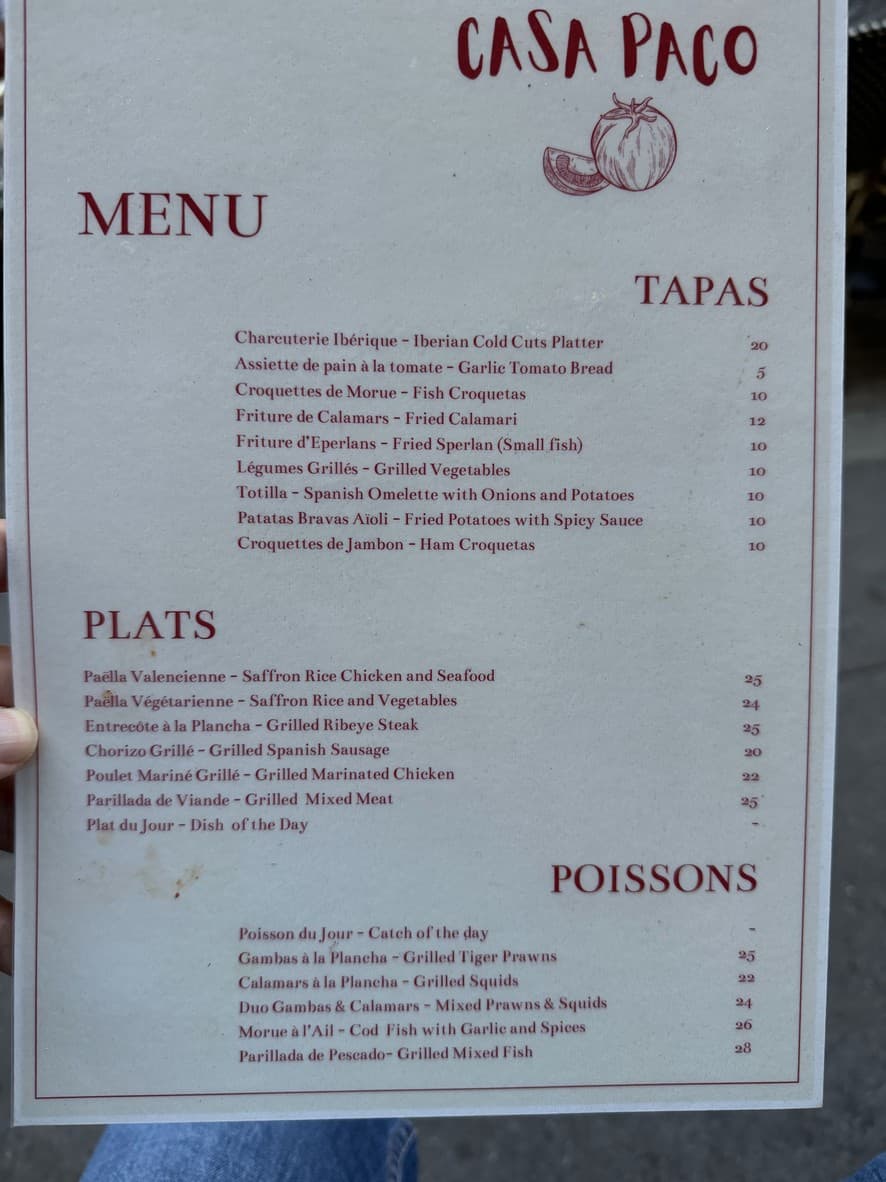 CASA PACO
MENU
TAPAS
Charcuterie Ibérique - Iberian Cold Cuts Platter 20
Assiette de pain à la tomate - Garlic Tomato Bread 5
Croquettes de Morue - Fish Croquetas 10
Friture de Calamars - Fried Calamari 12
Friture d'Eperlans - Fried Sperlan (Small fish) 10
Légumes Grillés - Grilled Vegetables 10
Totilla - Spanish Omelette with Onions and Potatoes 10
Patatas Bravas Aïoli - Fried Potatoes with Spicy Sauce 10
Croquettes de Jambon - Ham Croquetas 10
PLATS
Paëlla Valencienne - Saffron Rice Chicken and Seafood 25
Paëlla Végétarienne - Saffron Rice and Vegetables 24
Entrecôte à la Plancha - Grilled Ribeye Steak 25
Chorizo Grillé - Grilled Spanish Sausage 20
Poulet Mariné Grillé - Grilled Marinated Chicken 22
Parillada de Viande - Grilled Mixed Meat 25
Plat du Jour - Dish of the Day -
POISSONS
Poisson du Jour - Catch of the day -
Gambas à la Plancha - Grilled Tiger Prawns 25
Calamars à la Plancha - Grilled Squids 22
Duo Gambas & Calamars - Mixed Prawns & Squids 24
Morue à l'Ail - Cod Fish with Garlic and Spices 26
Parillada de Pescado- Grilled Mixed Fish 28